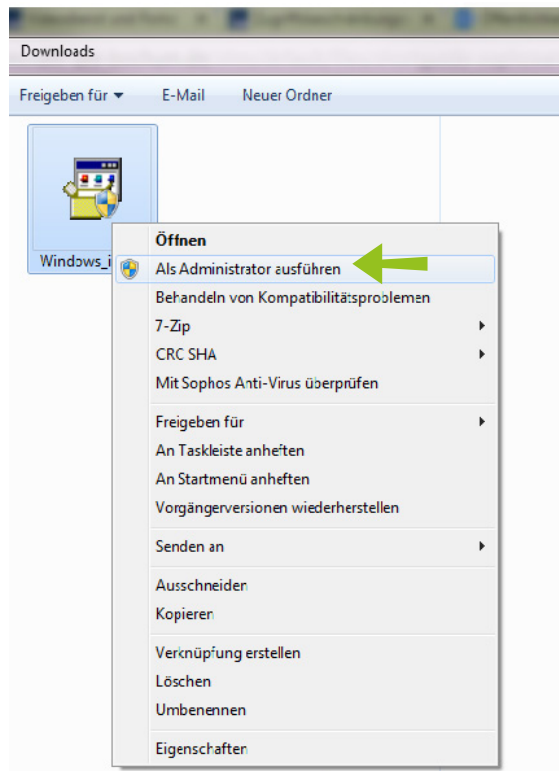 Downloads
Freigeben für E-Mail Neuer Ordner
Windows_i
Öffnen
Als Administrator ausführen
Behandeln von Kompatibilitätsproblemen
7-Zip
CRC SHA
Mit Sophos Anti-Virus überprüfen
Freigeben für
An Taskleiste anheften
An Startmenü anheften
Vorgängerversionen wiederherstellen
Senden an
Ausschneiden
Kopieren
Verknüpfung erstellen
Löschen
Umbenennen
Eigenschaften